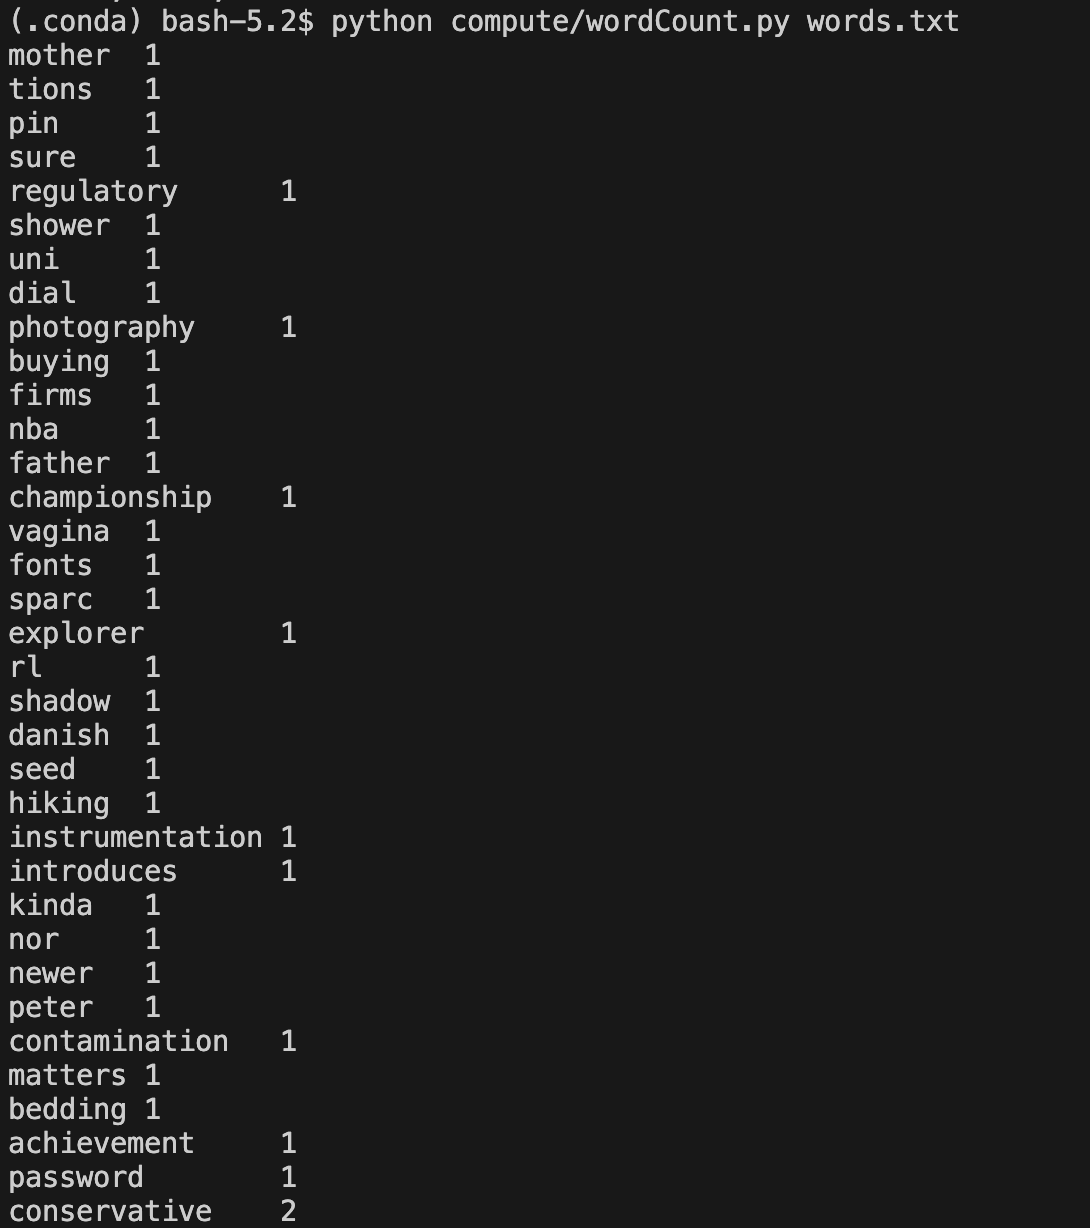 (.conda) bash-5.2$ python compute/wordCount.py words.txt
mother 1
tions 1
pin 1
sure 1
regulatory 1
shower 1
uni 1
dial 1
photography 1
buying 1
firms 1
nba 1
father 1
championship 1
vagina 1
fonts 1
sparc 1
explorer 1
rl 1
shadow 1
danish 1
seed 1
hiking 1
instrumentation 1
introduces 1
kinda 1
nor 1
newer 1
peter 1
contamination 1
matters 1
bedding 1
achievement 1
password 1
conservative 2